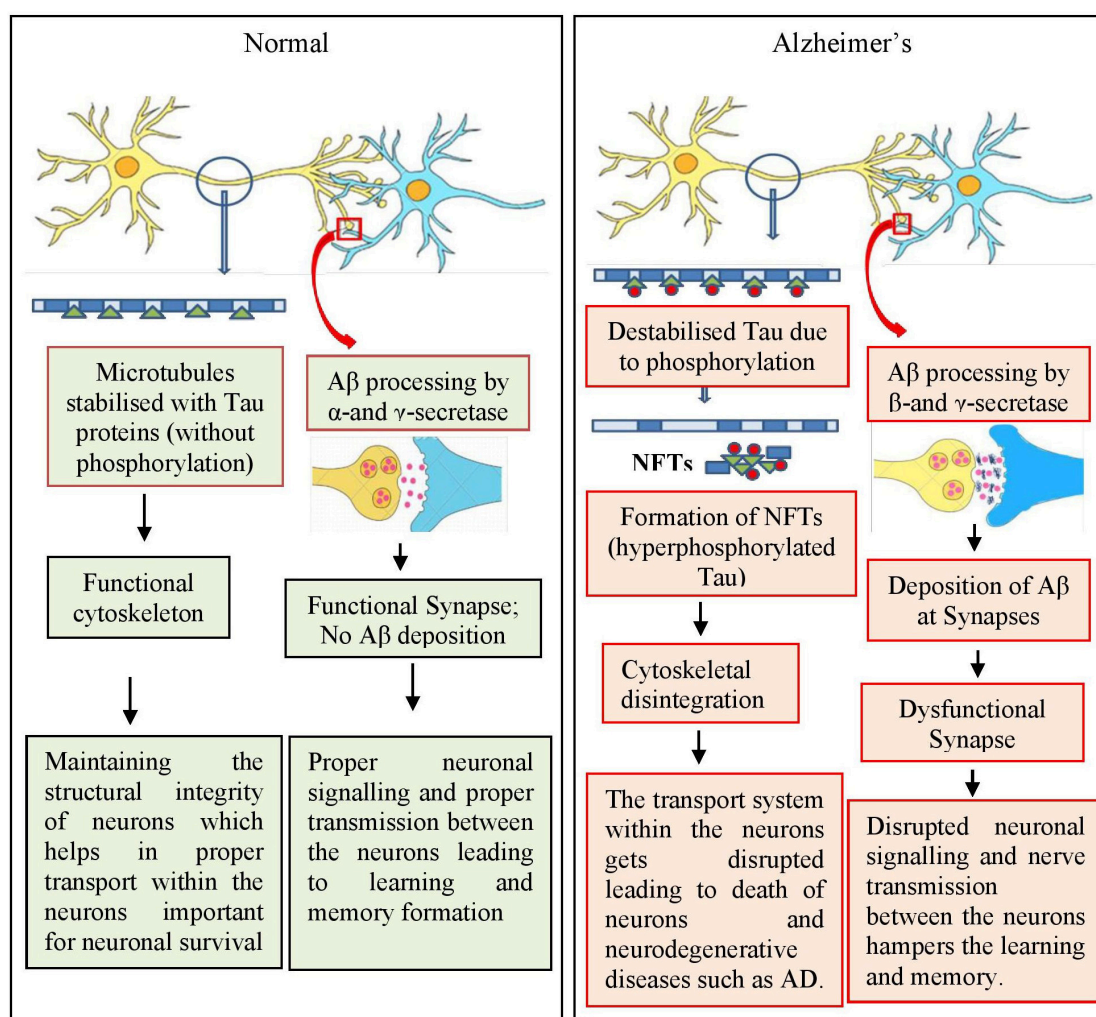 Normal
Microtubules
stabilised with Tau
proteins (without
phosphorylation)
Functional
cytoskeleton
Maintaining the
structural integrity
of neurons which
helps in proper
transport within the
neurons important
for neuronal survival
Aβ processing by
α-and γ-secretase
Functional Synapse;
No Aβ deposition
Proper neuronal
signalling and proper
transmission between
the neurons leading
to learning and
memory formation
Alzheimer’s
Destabilised Tau due
to phosphorylation
NFTs
Formation of NFTs
(hyperphosphorylated
Tau)
Cytoskeletal
disintegration
The transport system
within the neurons
gets disrupted
leading to death of
neurons and
neurodegenerative
diseases such as AD.
Aβ processing by
β-and γ-secretase
Deposition of Aβ
at Synapses
Dysfunctional
Synapse
Disrupted neuronal
signalling and nerve
transmission
between the neurons
hampers the learning
and memory.